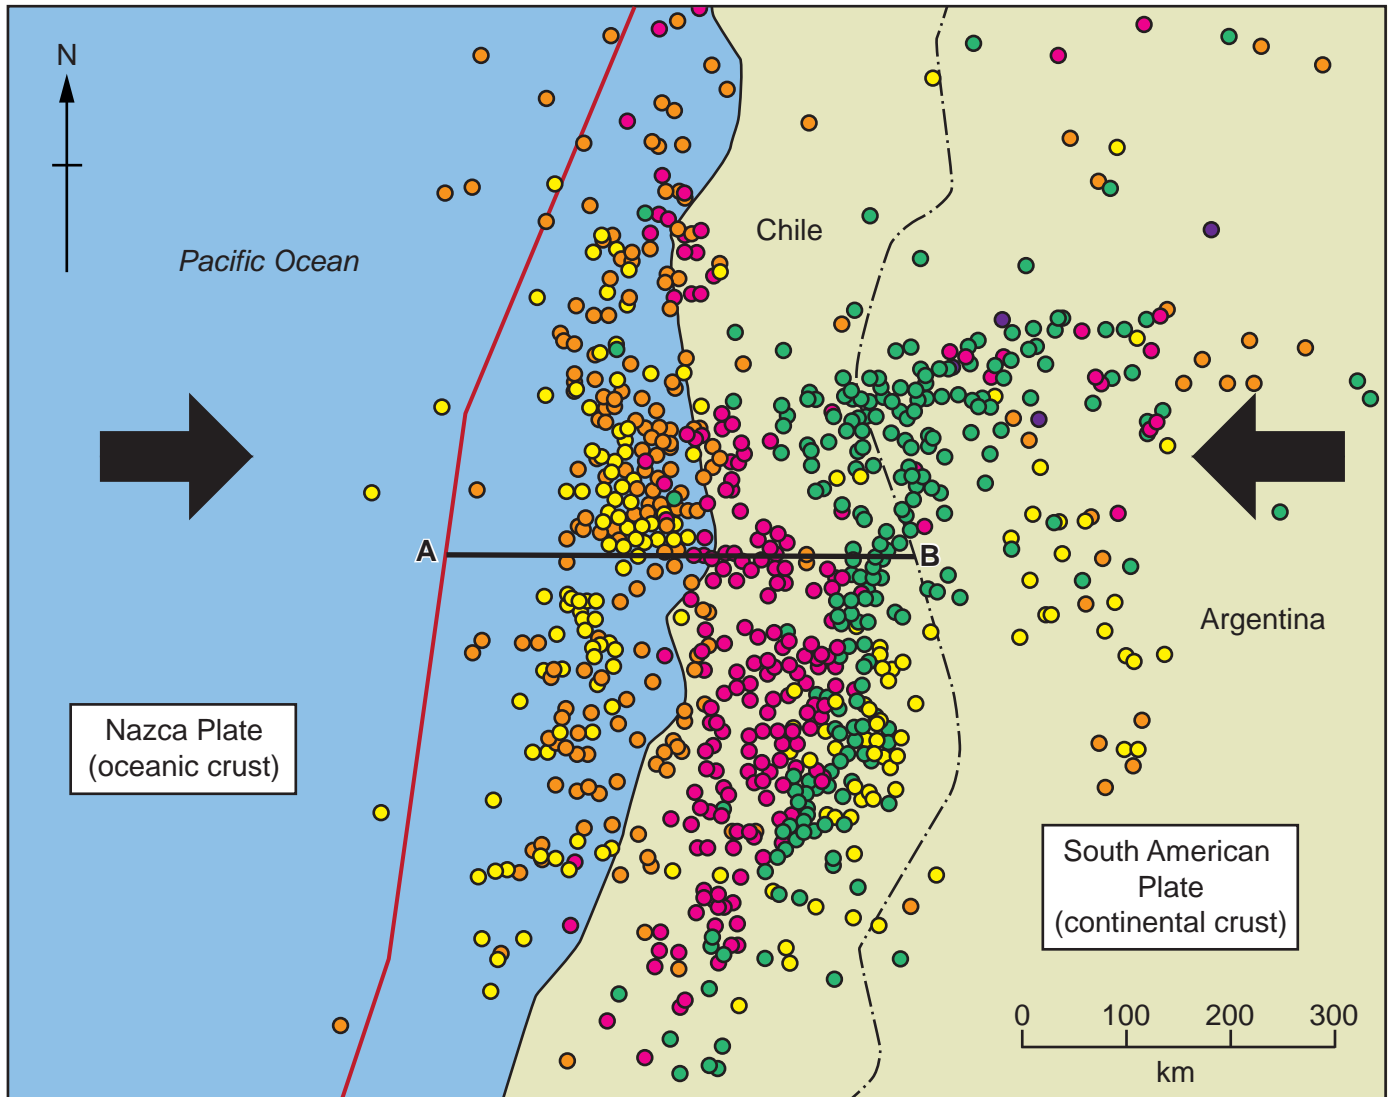 N
Pacific Ocean
Chile
A
B
Argentina
Nazca Plate
(oceanic crust)
South American
Plate
(continental crust)
0 100 200 300
km